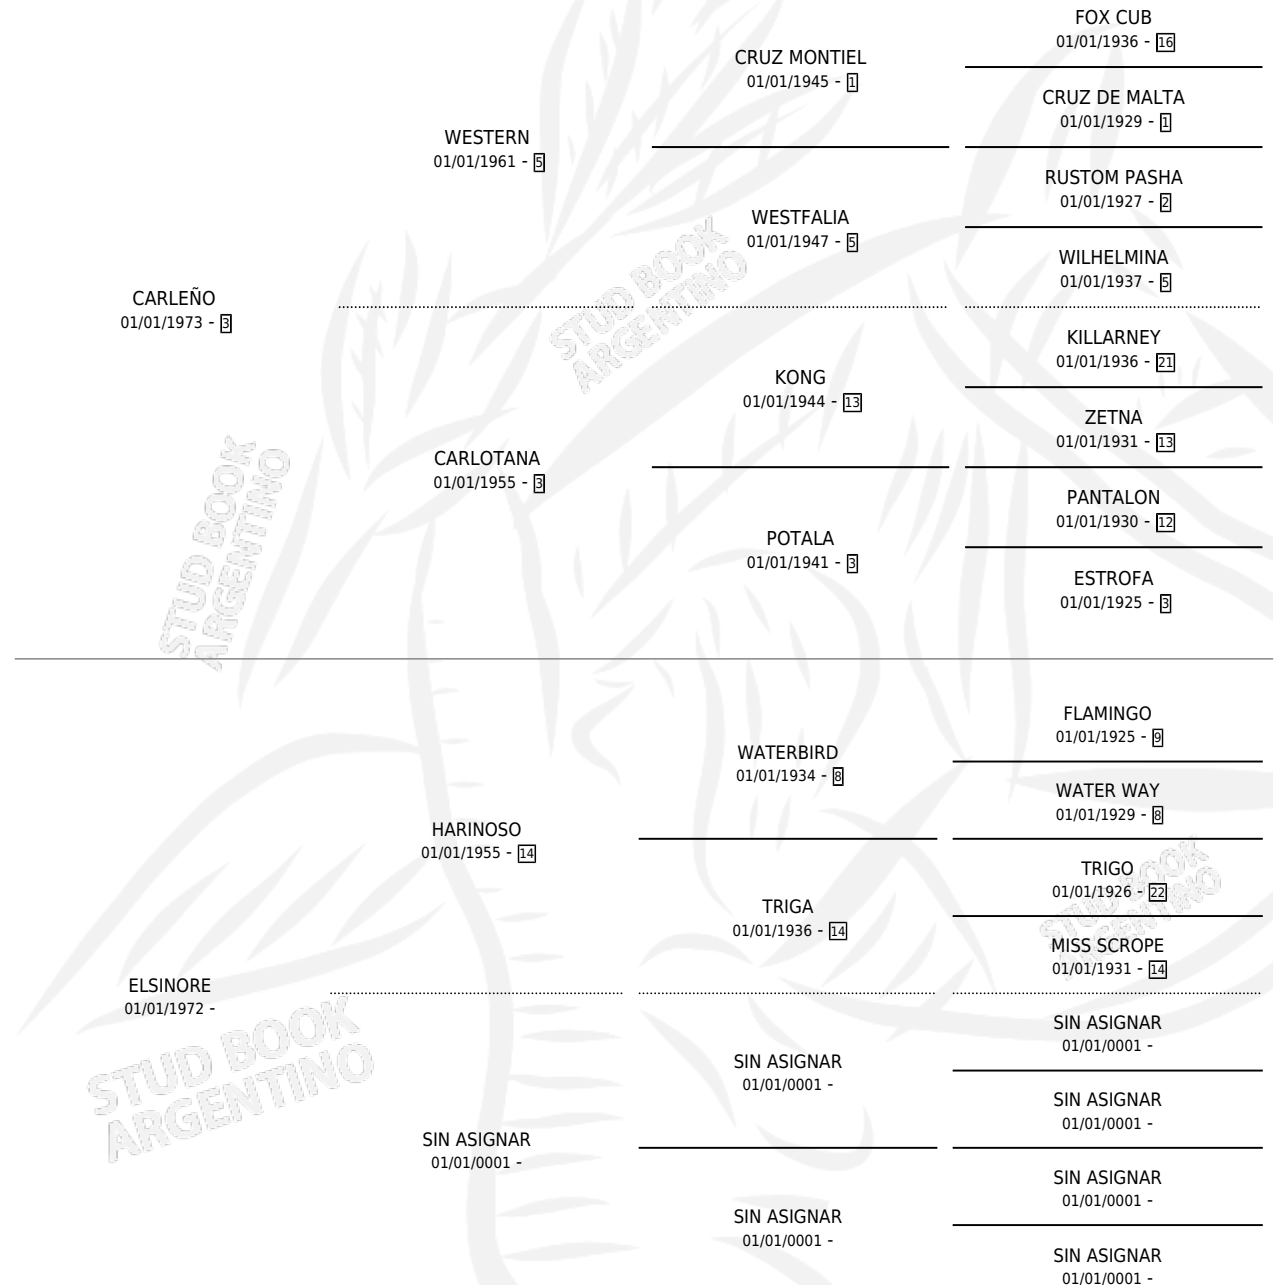 FOX CUB
01/01/1936 - 16
CRUZ MONTIEL
01/01/1945 - 1
CRUZ DE MALTA
01/01/1929 - 1
WESTERN
01/01/1961 - 5
RUSTOM PASHA
01/01/1927 - 2
WESTFALIA
01/01/1947 - 5
WILHELMINA
01/01/1937 - 5
CARLEÑO
01/01/1973 - 3
KILLARNEY
01/01/1936 - 21
KONG
01/01/1944 - 13
ZETNA
01/01/1931 - 13
CARLOTANA
01/01/1955 - 3
PANTALON
01/01/1930 - 12
POTALA
01/01/1941 - 3
ESTROFA
01/01/1925 - 3
STUD BOOK
ARGENTINO
STUD BOOK
ARGENTINO
FLAMINGO
01/01/1925 - 9
WATERBIRD
01/01/1934 - 8
WATER WAY
01/01/1929 - 8
HARINOSO
01/01/1955 - 14
TRIGO
01/01/1926 - 22
TRIGA
01/01/1936 - 14
MISS SCROPE
01/01/1931 - 14
STUD BOOK
ARGENTINO
ELSINORE
01/01/1972 -
SIN ASIGNAR
01/01/0001 -
SIN ASIGNAR
01/01/0001 -
SIN ASIGNAR
01/01/0001 -
SIN ASIGNAR
01/01/0001 -
SIN ASIGNAR
01/01/0001 -
SIN ASIGNAR
01/01/0001 -
SIN ASIGNAR
01/01/0001 -
STUD BOOK
ARGENTINO